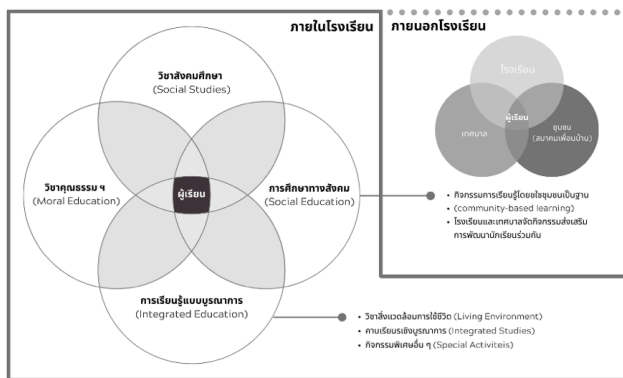 ภายในโรงเรียน
ภายนอกโรงเรียน
วิชาสังคมศึกษา
(Social Studies)
วิชาคุณธรรม ฯ
(Moral Education)
ผู้เรียน
การศึกษาทางสังคม
(Social Education)
การเรียนรู้แบบบูรณาการ
(Integrated Education)
โรงเรียน
ผู้เรียน
เทศบาล
ชุมชน
(สมาคมเพื่อนบ้าน)
• กิจกรรมการเรียนรู้โดยใช้ชุมชนเป็นฐาน
• (community-based learning)
• โรงเรียนและเทศบาลจัดกิจกรรมส่งเสริม
การพัฒนานักเรียนร่วมกัน
• วิชาสิ่งแวดล้อมการใช้ชีวิต (Living Environment)
• คาบเรียนเชิงบูรณาการ (Integrated Studies)
• กิจกรรมพิเศษอื่น ๆ (Special Activiteis)